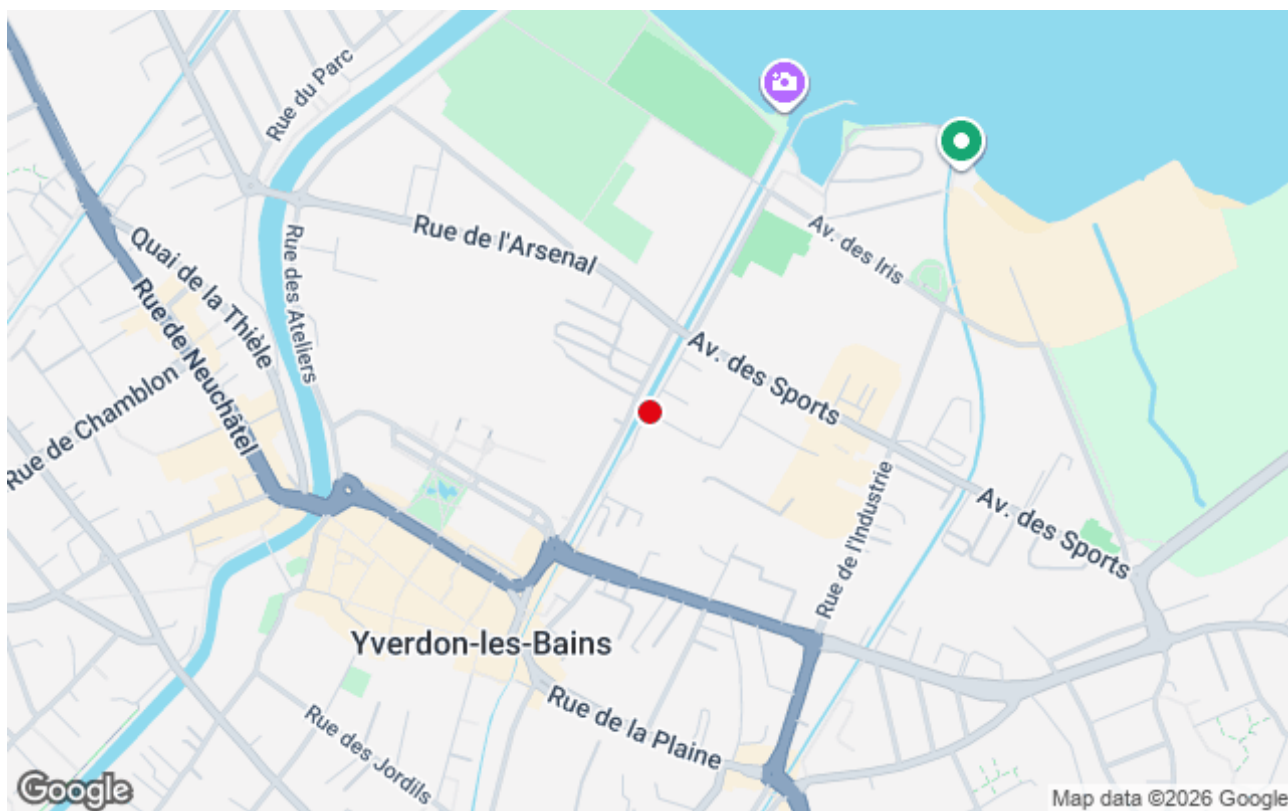 Rue du Parc
Quai de la Thièle
Rue de Neuchâtel
Rue des Ateliers
Rue de l'Arsenal
Av. des Iris
Rue de Chamblon
Av. des Sports
Rue de l'Industrie
Av. des Sports
Yverdon-les-Bains
Rue de la Plaine
Rue des Jordils
Google
Map data ©2026 Google